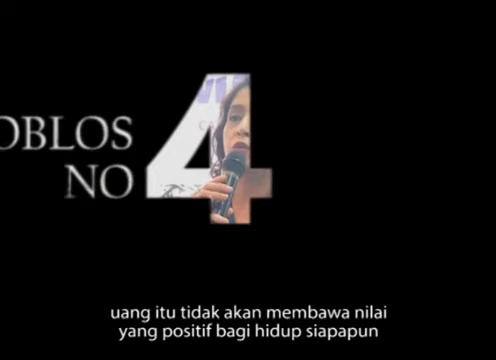 OBLOS
NO 4
uang itu tidak akan membawa nilai
yang positif bagi hidup siapapun